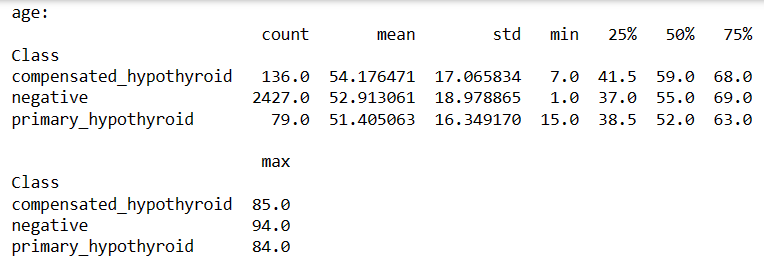 age:
                          count       mean        std   min   25%   50%   75%
Class
compensated_hypothyroid   136.0  54.176471  17.065834   7.0  41.5  59.0  68.0
negative                 2427.0  52.913061  18.978865   1.0  37.0  55.0  69.0
primary_hypothyroid        79.0  51.405063  16.349170  15.0  38.5  52.0  63.0
                          max
Class
compensated_hypothyroid  85.0
negative                 94.0
primary_hypothyroid      84.0